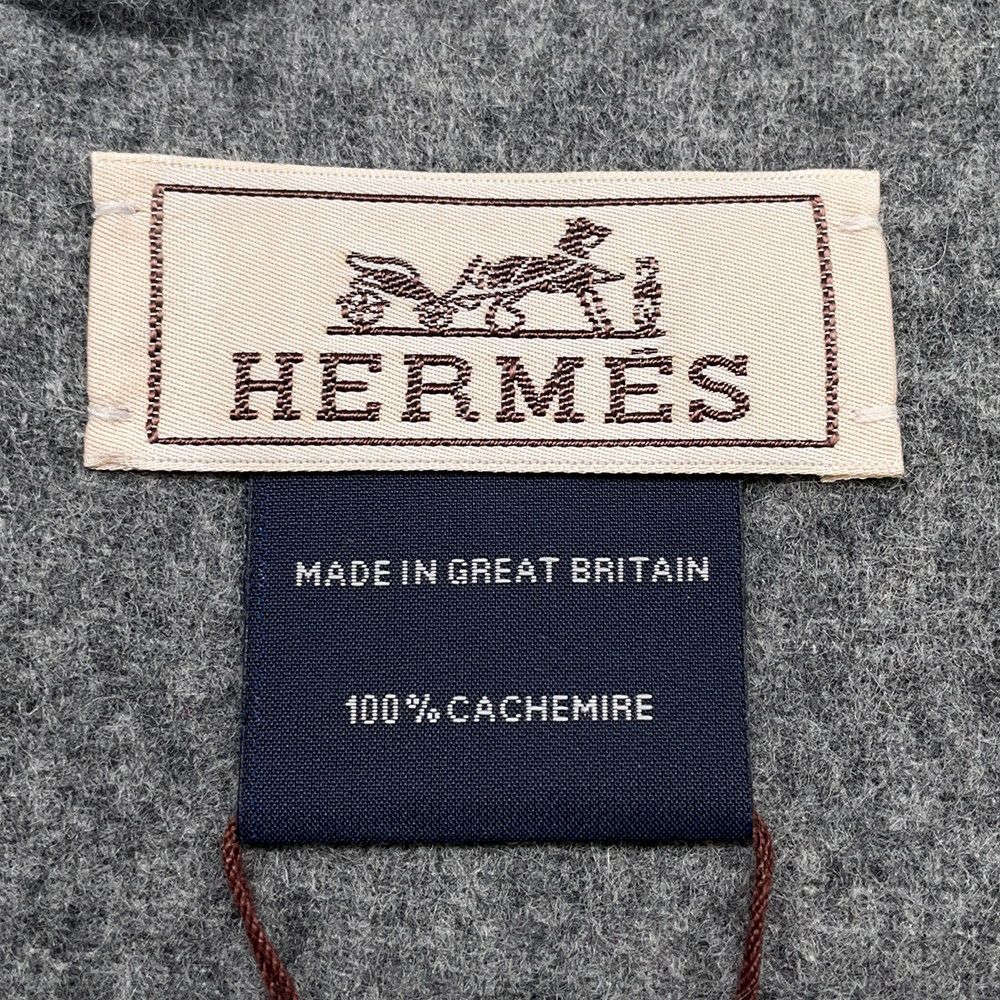 HERMÈS
MADE IN GREAT BRITAIN
100% CACHEMIRE